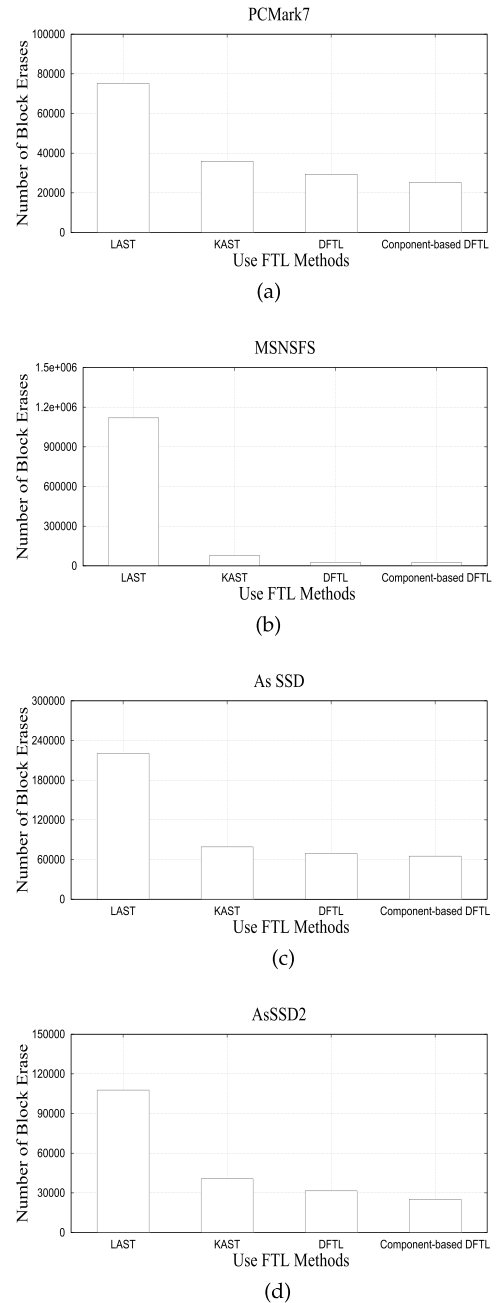 PCMark7
100000
80000
60000
40000
20000
0
Number of Block Erases
LAST KAST DFTL Conponent-based DFTL
Use FTL Methods
(a)
MSNSFS
1.5e+006
1.2e+006
900000
600000
300000
0
Number of Block Erases
LAST KAST DFTL Component-based DFTL
Use FTL Methods
(b)
As SSD
300000
240000
180000
120000
60000
0
Number of Block Erases
LAST KAST DFTL Component-based DFTL
Use FTL Methods
(c)
AsSSD2
150000
120000
90000
60000
30000
0
Number of Block Erase
LAST KAST DFTL Component-based DFTL
Use FTL Methods
(d)